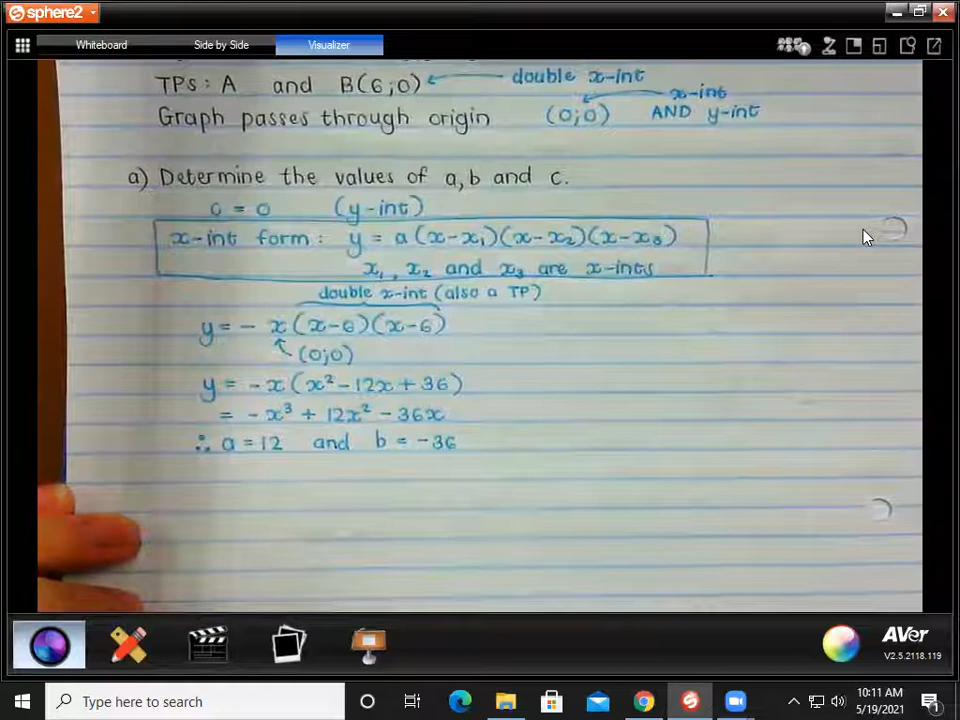 sphere2
Whiteboard Side by Side Visualizer
TPs: A and B(6;0) ← double x-int
Graph passes through origin (0;0) x-int AND y-int
a) Determine the values of a, b and c.
c = 0 (y-int)
x-int form: y = a(x-x₁)(x-x₂)(x-x₃)
x₁, x₂ and x₃ are x-ints
double x-int (also a TP)
y = - x(x-6)(x-6)
(0;0)
y = -x(x²-12x+36)
= -x³ + 12x² - 36x
∴ a = 12 and b = -36
AVer
V2.5.2118.119
Type here to search
10:11 AM
5/19/2021
1